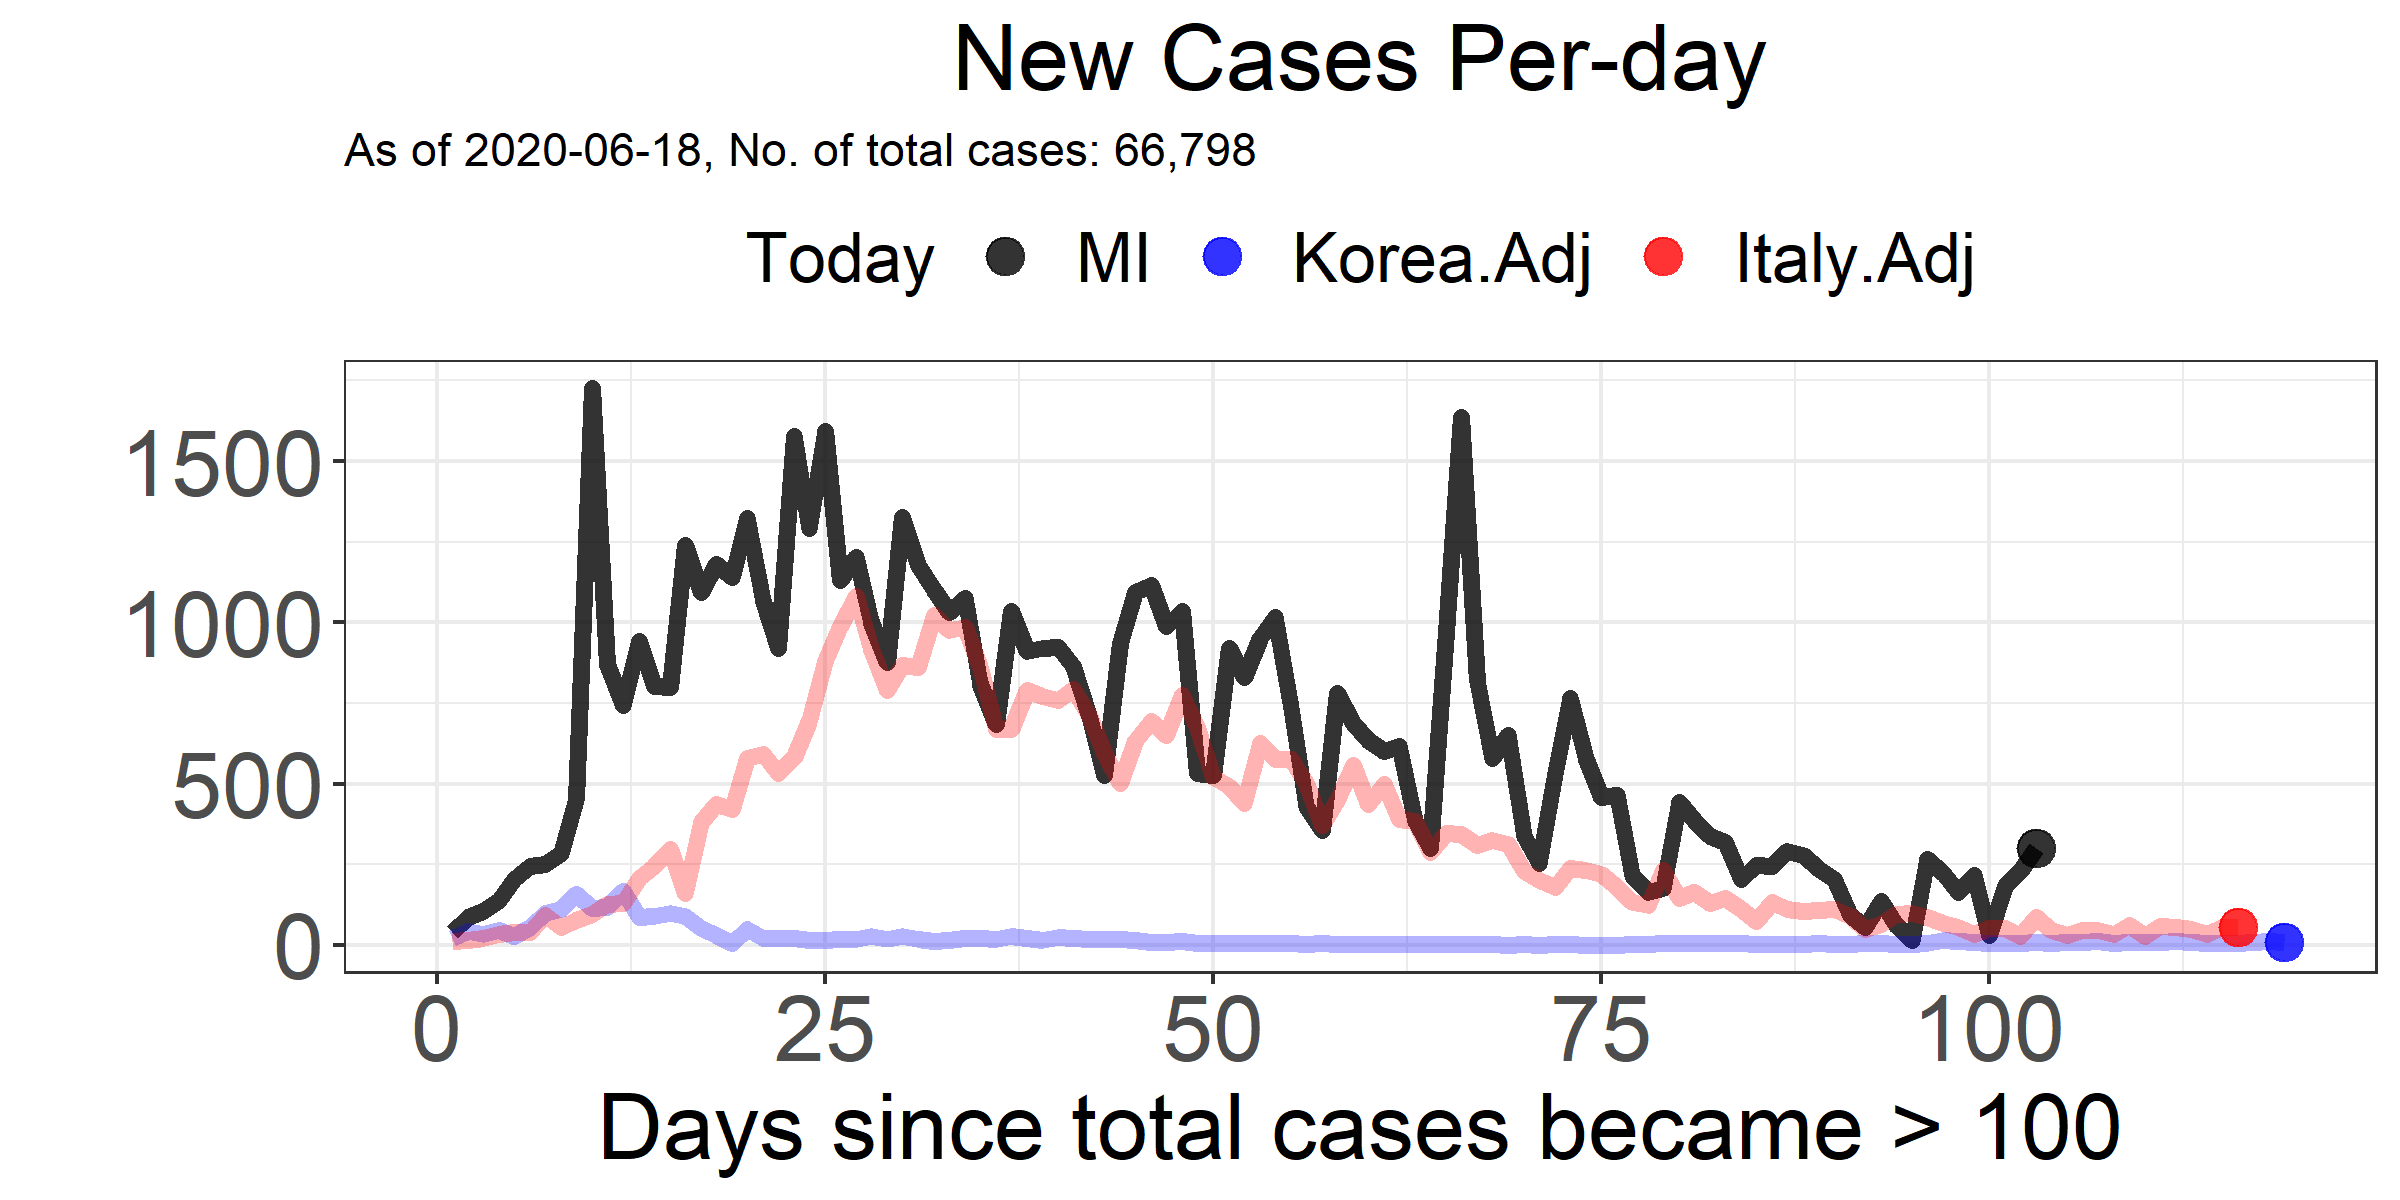 New Cases Per-day
As of 2020-06-18, No. of total cases: 66,798
Today MI Korea.Adj Italy.Adj
1500
1000
500
0
0 25 50 75 100
Days since total cases became > 100